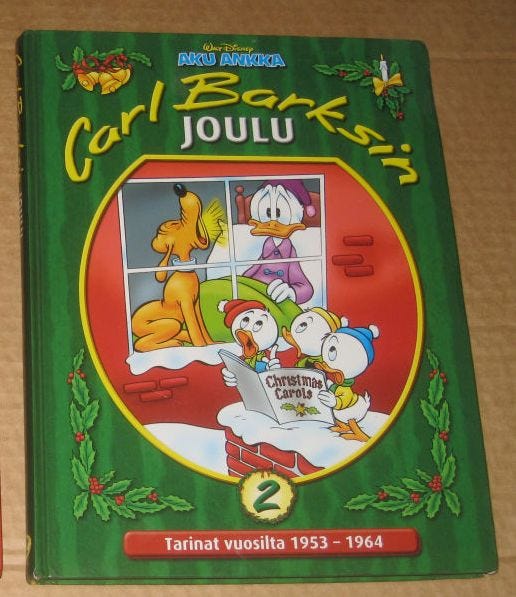 Walt Disney
AKU ANKKA
Carl Barksin
JOULU
Christmas
Carols
2
Tarinat vuosilta 1953 – 1964